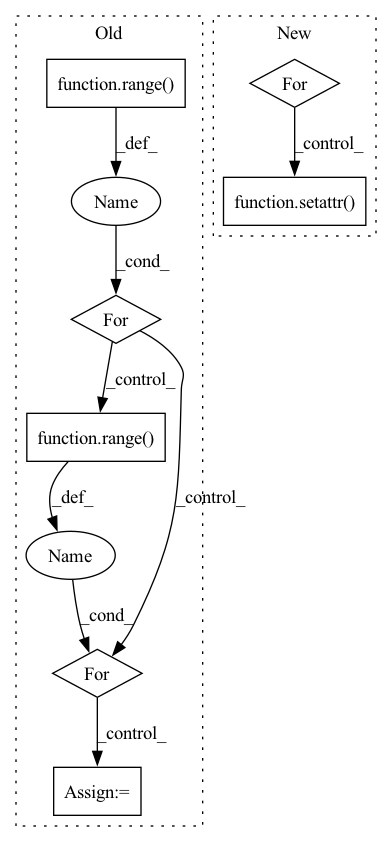 Old
function.range()
_def_
Name
_cond_
For
_control_
function.range()
_control_
_def_
Name
_cond_
For
_control_
Assign:=
New
For
_control_
function.setattr()